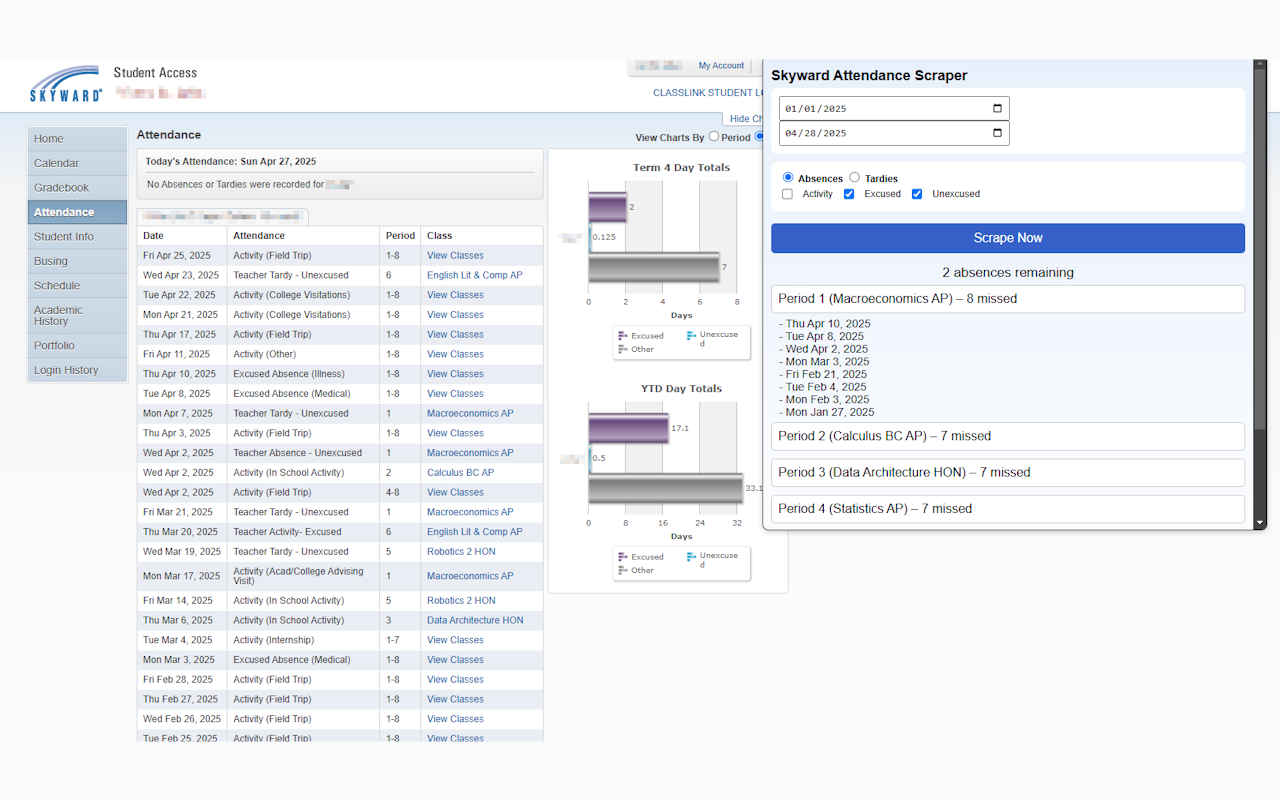 SKYWARD®
Student Access
My Account
CLASSLINK STUDENT LO
Hide Ch
Home
Calendar
Gradebook
Attendance
Student Info
Busing
Schedule
Academic
History
Portfolio
Login History
Attendance
View Charts By Period
Today's Attendance: Sun Apr 27, 2025
No Absences or Tardies were recorded for
Date Attendance Period Class
Fri Apr 25, 2025 Activity (Field Trip) 1-8 View Classes
Wed Apr 23, 2025 Teacher Tardy - Unexcused 6 English Lit & Comp AP
Tue Apr 22, 2025 Activity (College Visitations) 1-8 View Classes
Mon Apr 21, 2025 Activity (College Visitations) 1-8 View Classes
Thu Apr 17, 2025 Activity (Field Trip) 1-8 View Classes
Fri Apr 11, 2025 Activity (Other) 1-8 View Classes
Thu Apr 10, 2025 Excused Absence (Illness) 1-8 View Classes
Tue Apr 8, 2025 Excused Absence (Medical) 1-8 View Classes
Mon Apr 7, 2025 Teacher Tardy - Unexcused 1 Macroeconomics AP
Thu Apr 3, 2025 Activity (Field Trip) 1-8 View Classes
Wed Apr 2, 2025 Teacher Absence - Unexcused 1 Macroeconomics AP
Wed Apr 2, 2025 Activity (In School Activity) 2 Calculus BC AP
Wed Apr 2, 2025 Activity (Field Trip) 4-8 View Classes
Fri Mar 21, 2025 Teacher Tardy - Unexcused 1 Macroeconomics AP
Thu Mar 20, 2025 Teacher Activity- Excused 6 English Lit & Comp AP
Wed Mar 19, 2025 Teacher Tardy - Unexcused 5 Robotics 2 HON
Mon Mar 17, 2025 Activity (Acad/College Advising Visit) 1 Macroeconomics AP
Fri Mar 14, 2025 Activity (In School Activity) 5 Robotics 2 HON
Thu Mar 6, 2025 Activity (In School Activity) 3 Data Architecture HON
Tue Mar 4, 2025 Activity (Internship) 1-7 View Classes
Mon Mar 3, 2025 Excused Absence (Medical) 1-8 View Classes
Fri Feb 28, 2025 Activity (Field Trip) 1-8 View Classes
Thu Feb 27, 2025 Activity (Field Trip) 1-8 View Classes
Wed Feb 26, 2025 Activity (Field Trip) 1-8 View Classes
Tue Feb 25, 2025 Activity (Field Trip) 1-8 View Classes
Term 4 Day Totals
2
0.125
7
0 2 4 6 8
Days
Excused Unexcuse
d
Other
YTD Day Totals
17.1
0.5
33.1
0 8 16 24 32
Days
Excused Unexcuse
d
Other
Skyward Attendance Scraper
01/01/2025
04/28/2025
Absences Tardies
Activity Excused Unexcused
Scrape Now
2 absences remaining
Period 1 (Macroeconomics AP) – 8 missed
- Thu Apr 10, 2025
- Tue Apr 8, 2025
- Wed Apr 2, 2025
- Mon Mar 3, 2025
- Fri Feb 21, 2025
- Tue Feb 4, 2025
- Mon Feb 3, 2025
- Mon Jan 27, 2025
Period 2 (Calculus BC AP) – 7 missed
Period 3 (Data Architecture HON) – 7 missed
Period 4 (Statistics AP) – 7 missed